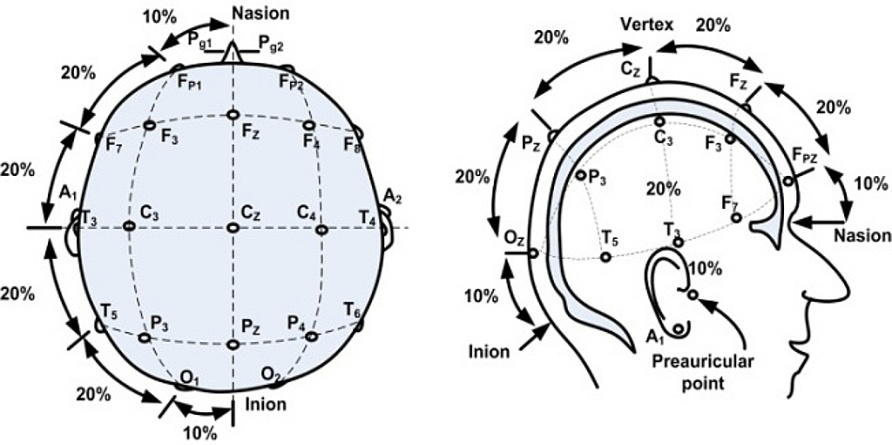 Nasion
10%
Pg1
Pg2
20%
FP1
FP2
F7
F3
FZ
F4
F8
20%
A1
A2
T3
C3
CZ
C4
T4
20%
T5
P3
PZ
P4
T6
20%
O1
O2
Inion
10%
Vertex
20%
20%
CZ
FZ
20%
PZ
C3
F3
FPZ
10%
20%
P3
20%
F7
Nasion
OZ
T5
T3
10%
10%
A1
Inion
Preauricular
point